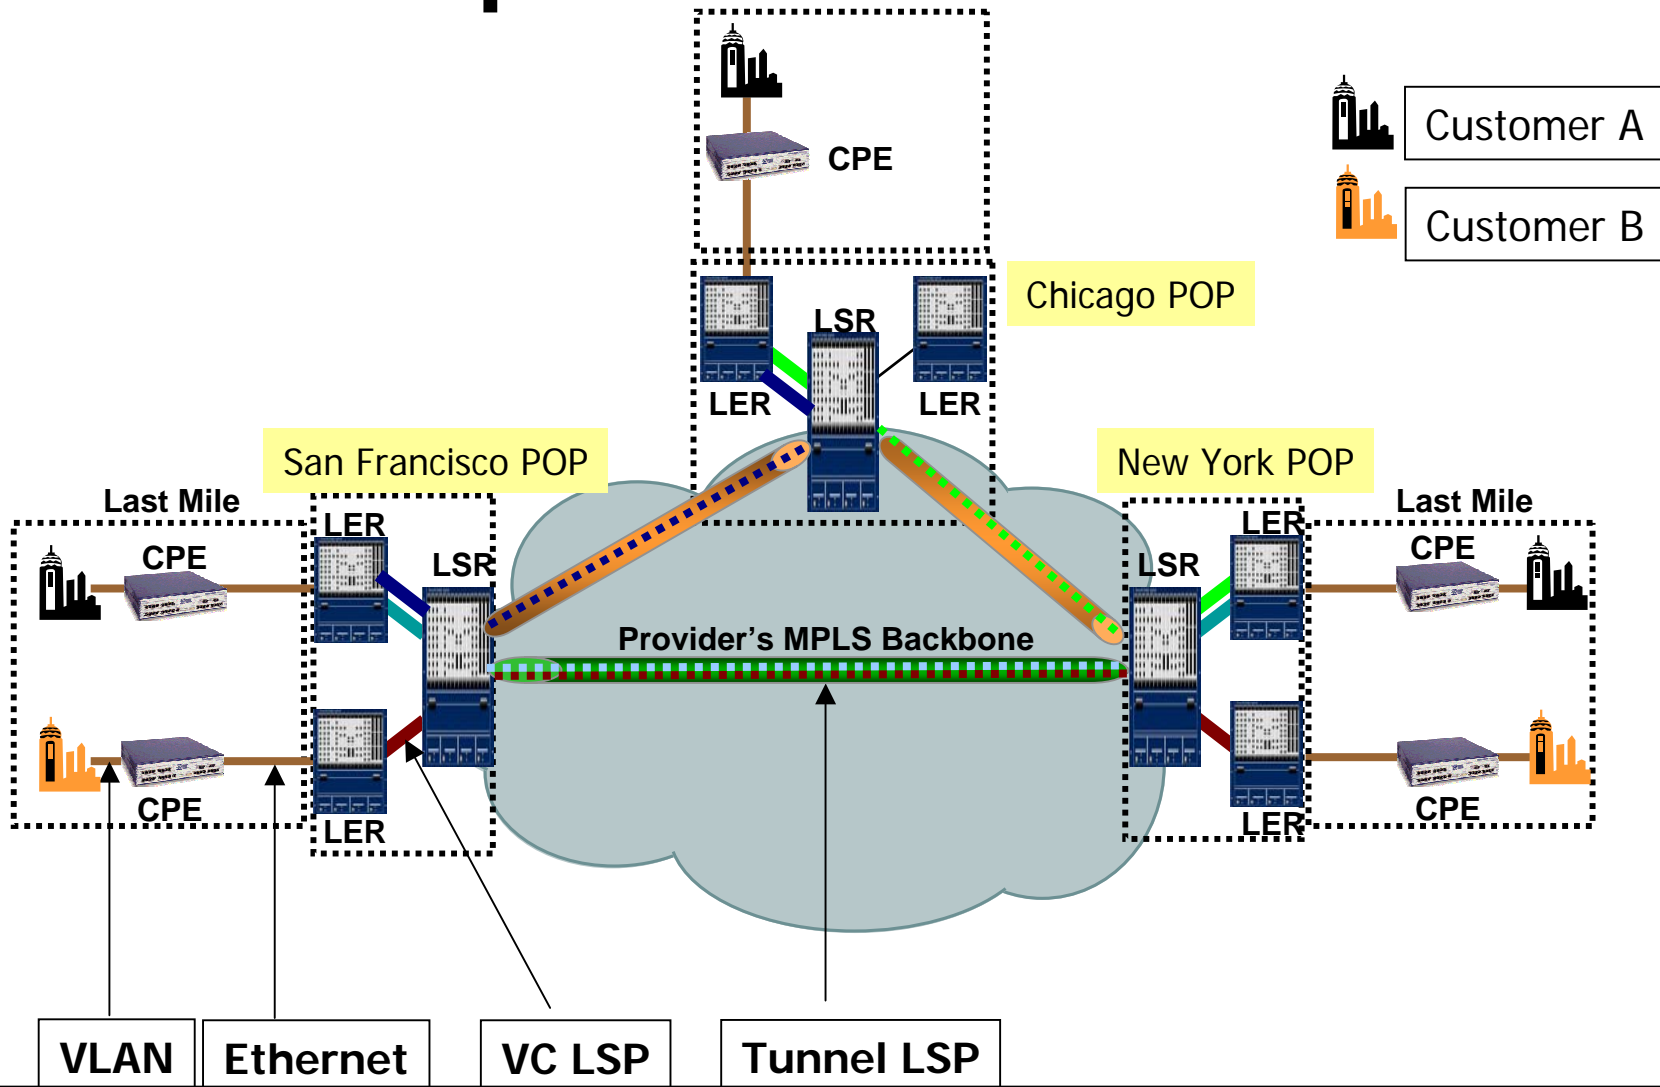 Customer A
CPE
Customer B
Chicago POP
LSR
LER
LER
San Francisco POP
New York POP
Last Mile
LER
LER
Last Mile
CPE
LSR
LSR
CPE
Provider's MPLS Backbone
CPE
LER
LER
CPE
VLAN
Ethernet
VC LSP
Tunnel LSP